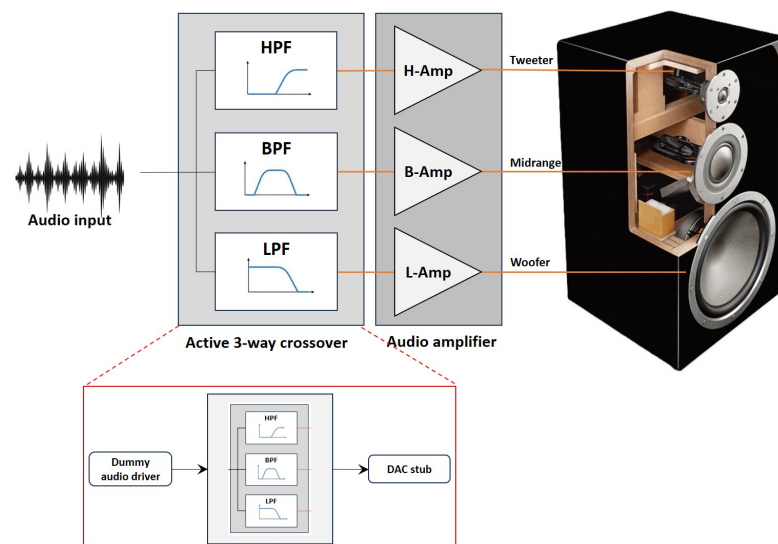 HPF
H-Amp
Tweeter
BPF
B-Amp
Midrange
Audio input
LPF
L-Amp
Woofer
Active 3-way crossover
Audio amplifier
HPF
Dummy
audio driver
BPF
DAC stub
LPF